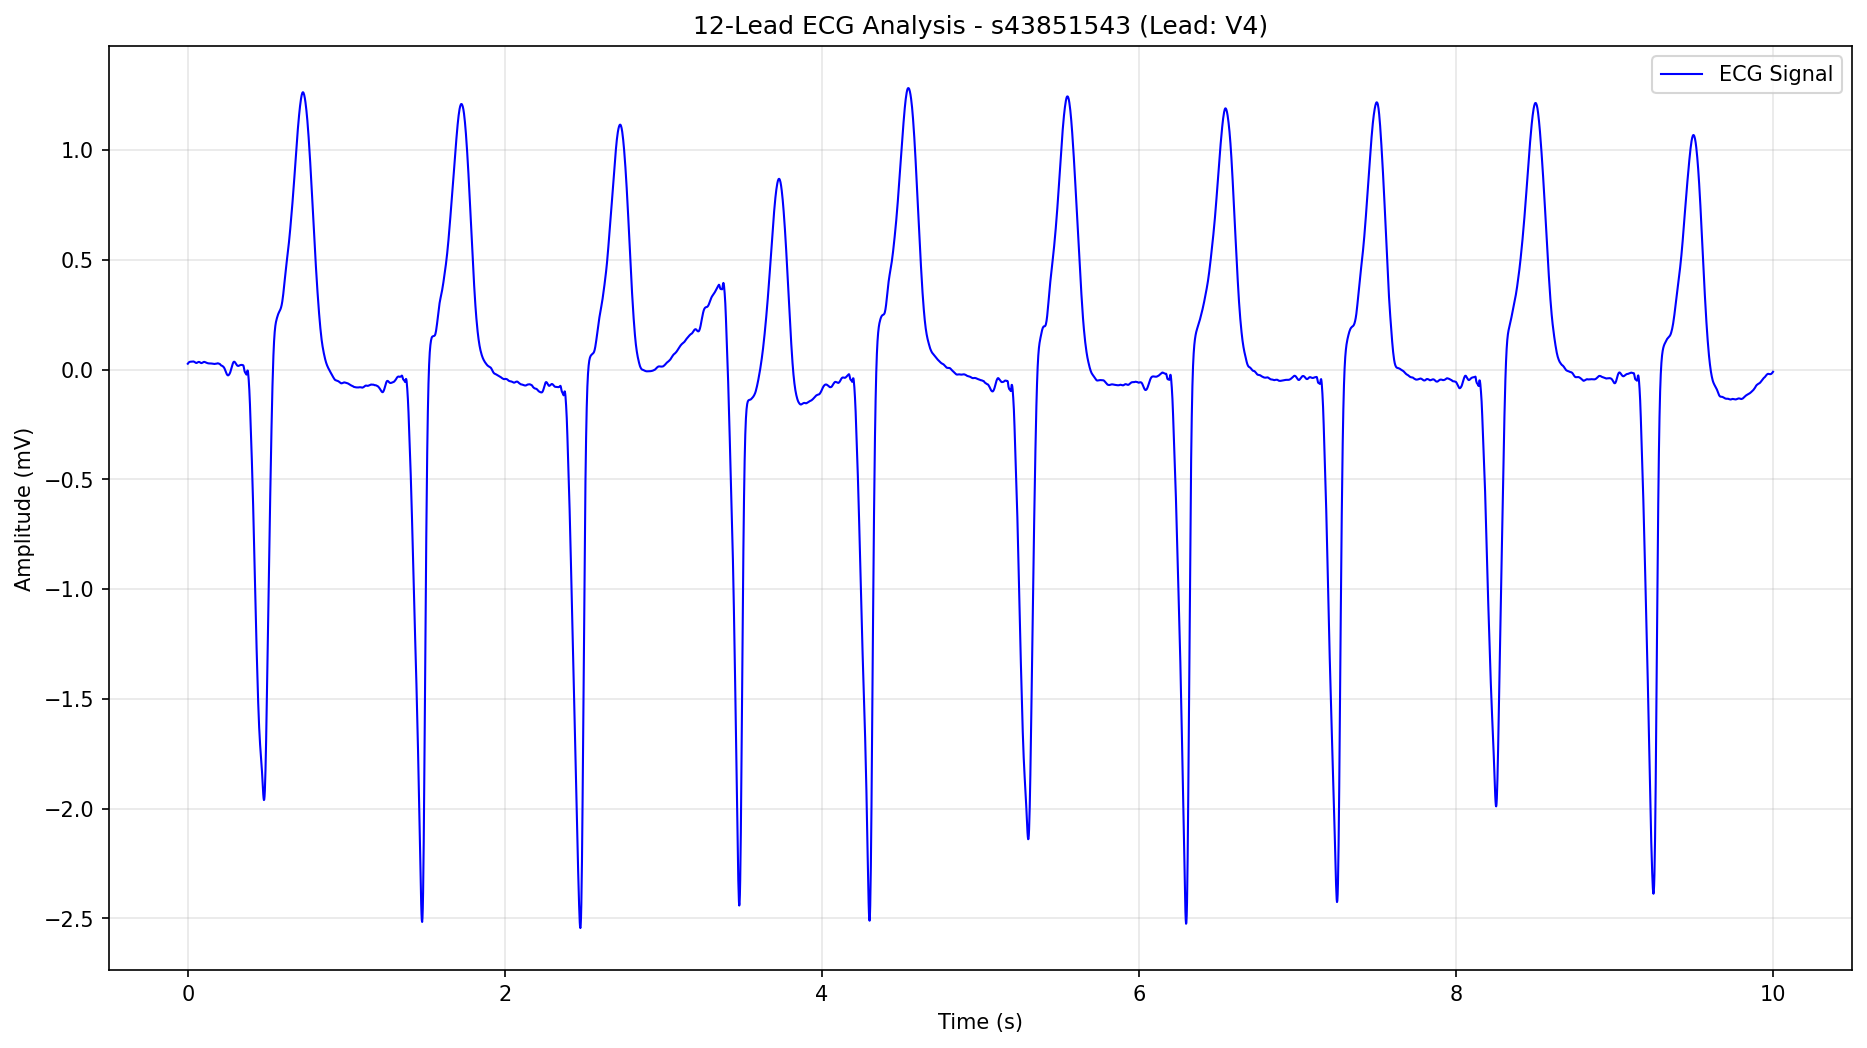 12-Lead ECG Analysis - s43851543 (Lead: V4)
ECG Signal
1.0
0.5
0.0
−0.5
−1.0
−1.5
−2.0
−2.5
Amplitude (mV)
0 2 4 6 8 10
Time (s)